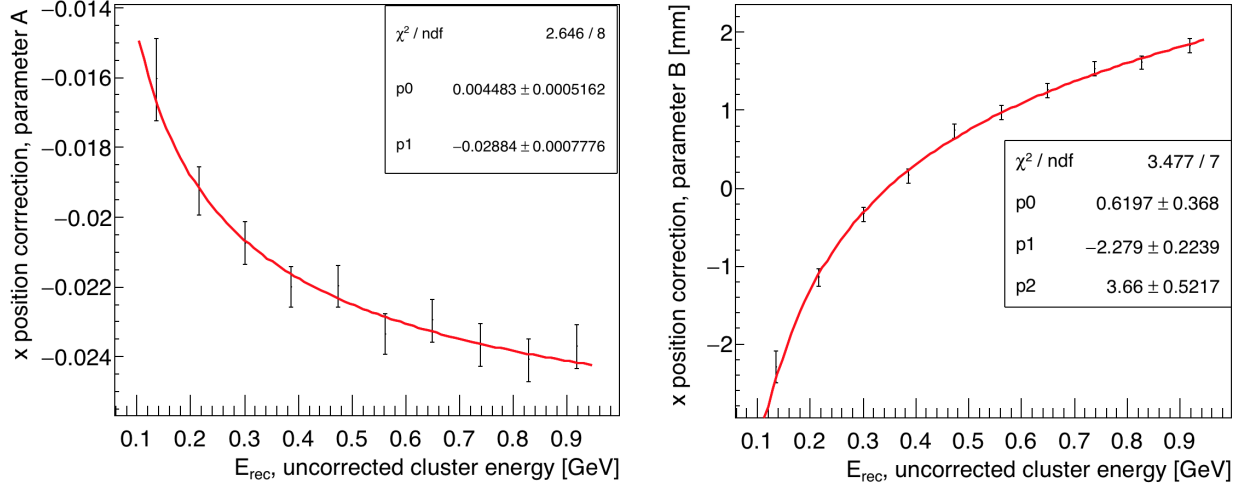 x position corrrection, parameter A
−0.014
−0.016
−0.018
−0.02
−0.022
−0.024
χ² / ndf 2.646 / 8
p0 0.004483 ± 0.0005162
p1 −0.02884 ± 0.0007776
0.1 0.2 0.3 0.4 0.5 0.6 0.7 0.8 0.9
E_rec, uncorrected cluster energy [GeV]
x position correction, parameter B [mm]
2
1
0
−1
−2
χ² / ndf 3.477 / 7
p0 0.6197 ± 0.368
p1 −2.279 ± 0.2239
p2 3.66 ± 0.5217
0.1 0.2 0.3 0.4 0.5 0.6 0.7 0.8 0.9
E_rec, uncorrected cluster energy [GeV]